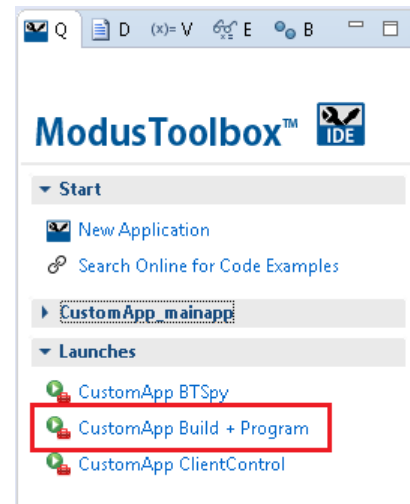 Q D (x)= V E B
ModusToolbox™ IDE
Start
New Application
Search Online for Code Examples
CustomApp_mainapp
Launches
CustomApp BTSpy
CustomApp Build + Program
CustomApp ClientControl